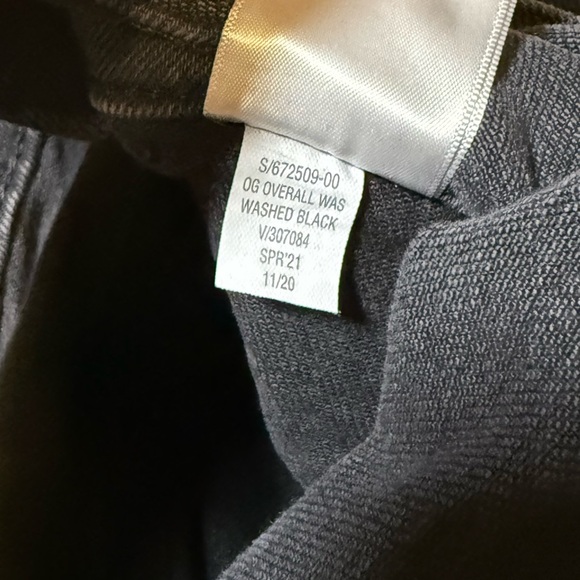 S/672509-00
OG OVERALL WAS
WASHED BLACK
V/307084
SPR'21
11/20